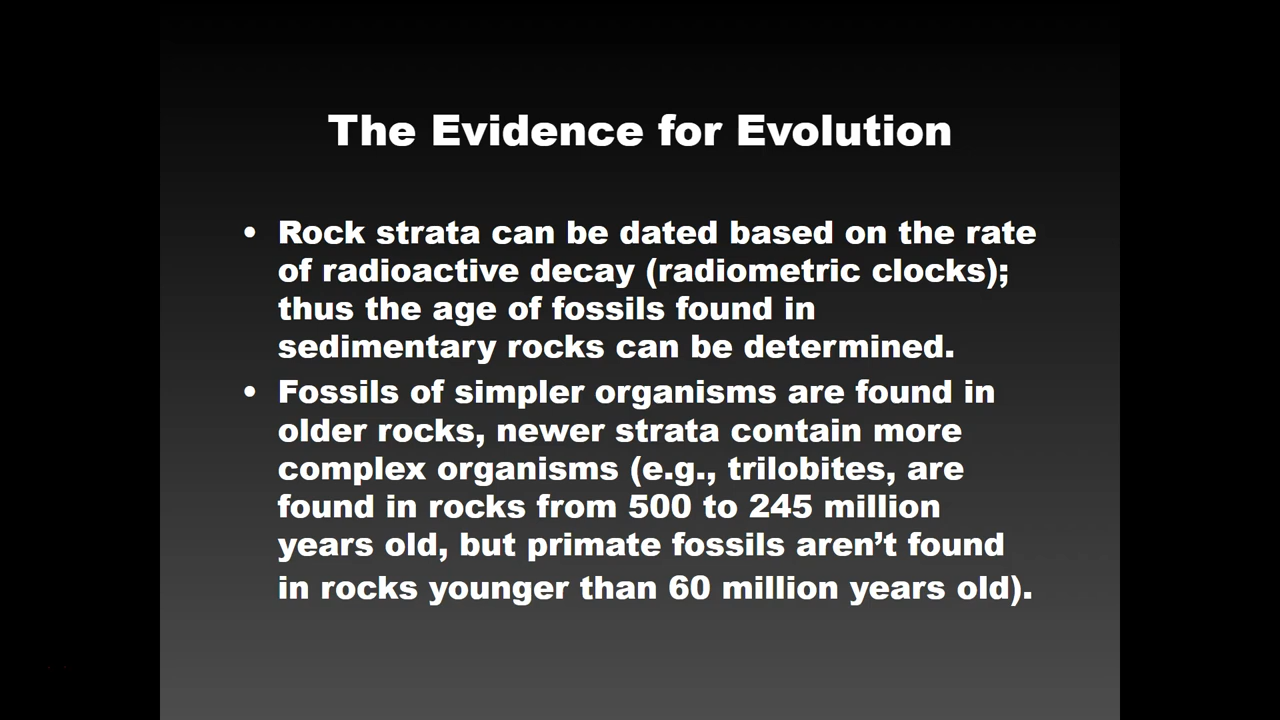 The Evidence for Evolution
• Rock strata can be dated based on the rate
of radioactive decay (radiometric clocks);
thus the age of fossils found in
sedimentary rocks can be determined.
• Fossils of simpler organisms are found in
older rocks, newer strata contain more
complex organisms (e.g., trilobites, are
found in rocks from 500 to 245 million
years old, but primate fossils aren’t found
in rocks younger than 60 million years old).